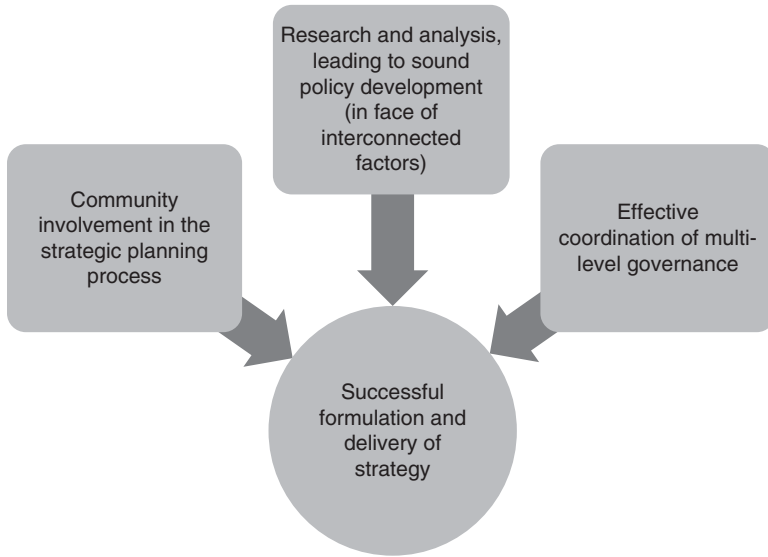 Research and analysis,
leading to sound
policy development
(in face of
interconnected
factors)
Community
involvement in the
strategic planning
process
Effective
coordination of multi-
level governance
Successful
formulation and
delivery of
strategy